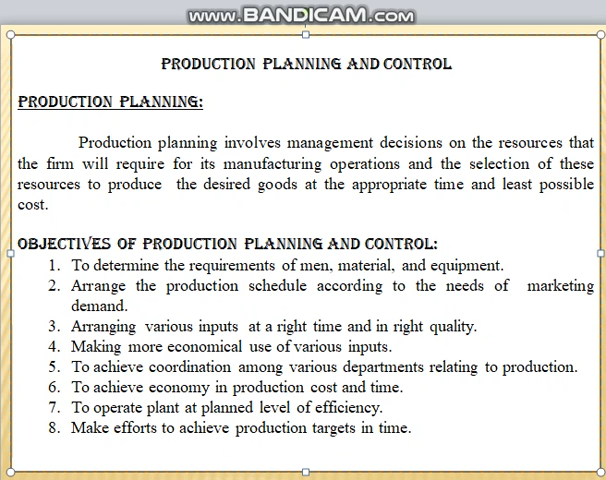 www.BANDICAM.com
PRODUCTION PLANNING AND CONTROL
PRODUCTION PLANNING:
Production planning involves management decisions on the resources that
the firm will require for its manufacturing operations and the selection of these
resources to produce the desired goods at the appropriate time and least possible
cost.
OBJECTIVES OF PRODUCTION PLANNING AND CONTROL:
1. To determine the requirements of men, material, and equipment.
2. Arrange the production schedule according to the needs of marketing
demand.
3. Arranging various inputs at a right time and in right quality.
4. Making more economical use of various inputs.
5. To achieve coordination among various departments relating to production.
6. To achieve economy in production cost and time.
7. To operate plant at planned level of efficiency.
8. Make efforts to achieve production targets in time.